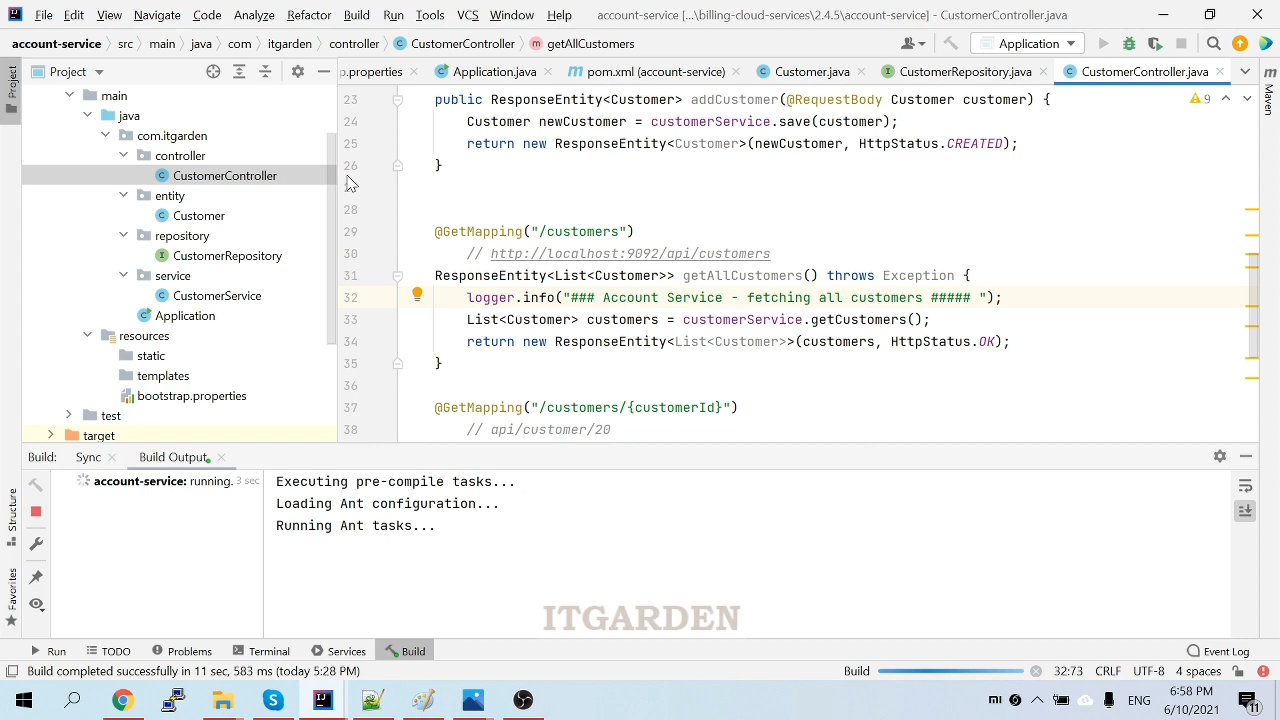 File Edit View Navigate Code Analyze Refactor Build Run Tools VCS Window Help account-service [...\billing-cloud-services\2.4.5\account-service] - CustomerController.java
account-service src main java com itgarden controller CustomerController getAllCustomers Application
Project p.properties Application.java pom.xml (account-service) Customer.java CustomerRepository.java CustomerController.java
Project
Maven
main
java
com.itgarden
controller
CustomerController
entity
Customer
repository
CustomerRepository
service
CustomerService
Application
resources
static
templates
bootstrap.properties
test
target
23 public ResponseEntity<Customer> addCustomer(@RequestBody Customer customer) { 9
24 Customer newCustomer = customerService.save(customer);
25 return new ResponseEntity<Customer>(newCustomer, HttpStatus.CREATED);
26 }
28
29 @GetMapping("/customers")
30 // http://localhost:9092/api/customers
31 ResponseEntity<List<Customer>> getAllCustomers() throws Exception {
32 logger.info("### Account Service - fetching all customers ##### ");
33 List<Customer> customers = customerService.getCustomers();
34 return new ResponseEntity<List<Customer>>(customers, HttpStatus.OK);
35 }
36
37 @GetMapping("/customers/{customerId}")
38 // api/customer/20
Build: Sync Build Output
account-service: running. 3 sec
Executing pre-compile tasks...
Loading Ant configuration...
Running Ant tasks...
Structure
Favorites
ITGARDEN
Run TODO Problems Terminal Services Build Event Log
Build completed successfully in 11 sec, 583 ms (today 5:28 PM) Build 32:73 CRLF UTF-8 4 spaces
ENG
:58 PM
6/10/2021
11